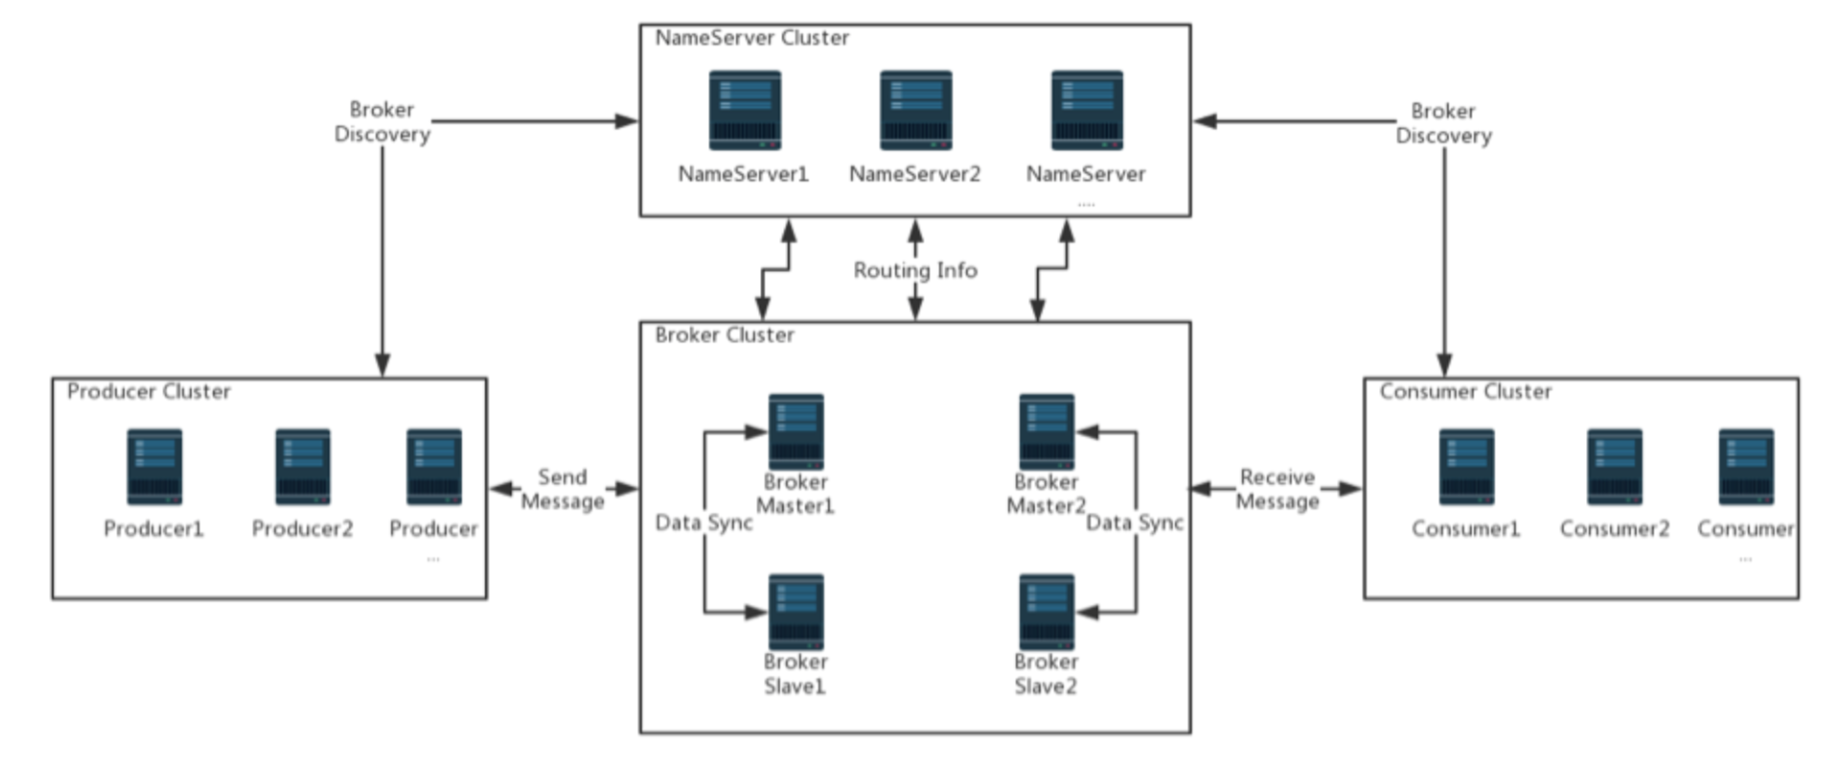 NameServer Cluster
NameServer1
NameServer2
NameServer
....
Broker
Discovery
Broker
Discovery
Routing Info
Producer Cluster
Producer1
Producer2
Producer
...
Send
Message
Broker Cluster
Broker
Master1
Broker
Master2
Data Sync
Data Sync
Broker
Slave1
Broker
Slave2
Receive
Message
Consumer Cluster
Consumer1
Consumer2
Consumer
...